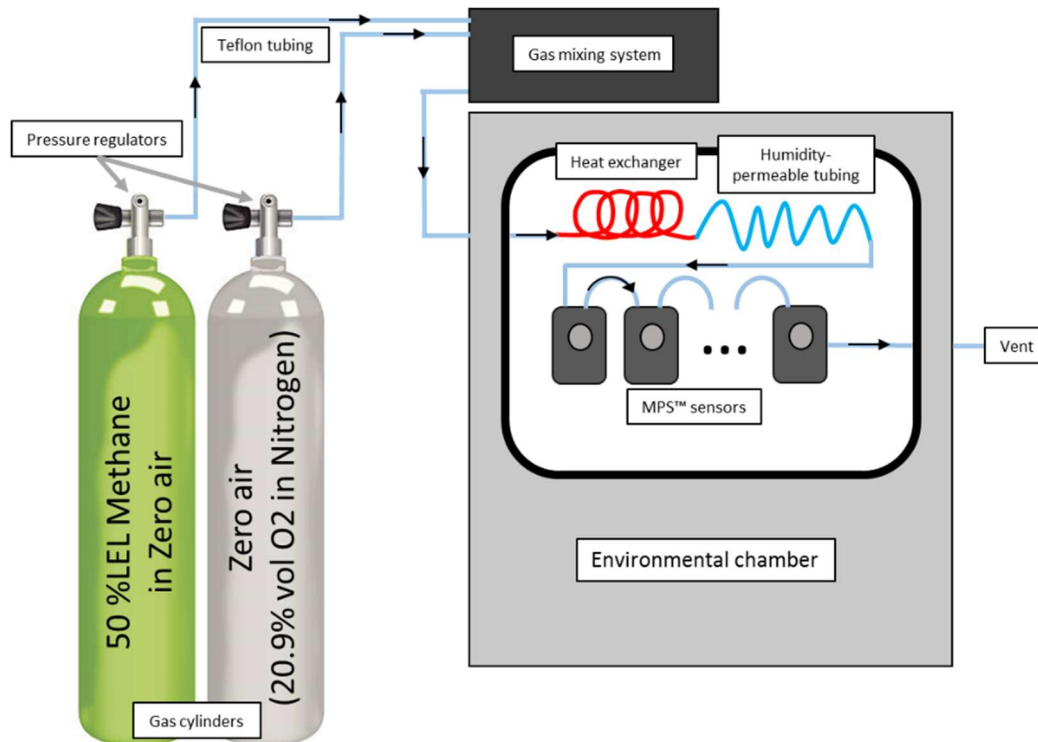 Teflon tubing
Gas mixing system
Pressure regulators
Heat exchanger
Humidity-
permeable tubing
MPS™ sensors
Vent
Environmental chamber
50 %LEL Methane
in Zero air
Zero air
(20.9% vol O2 in Nitrogen)
Gas cylinders